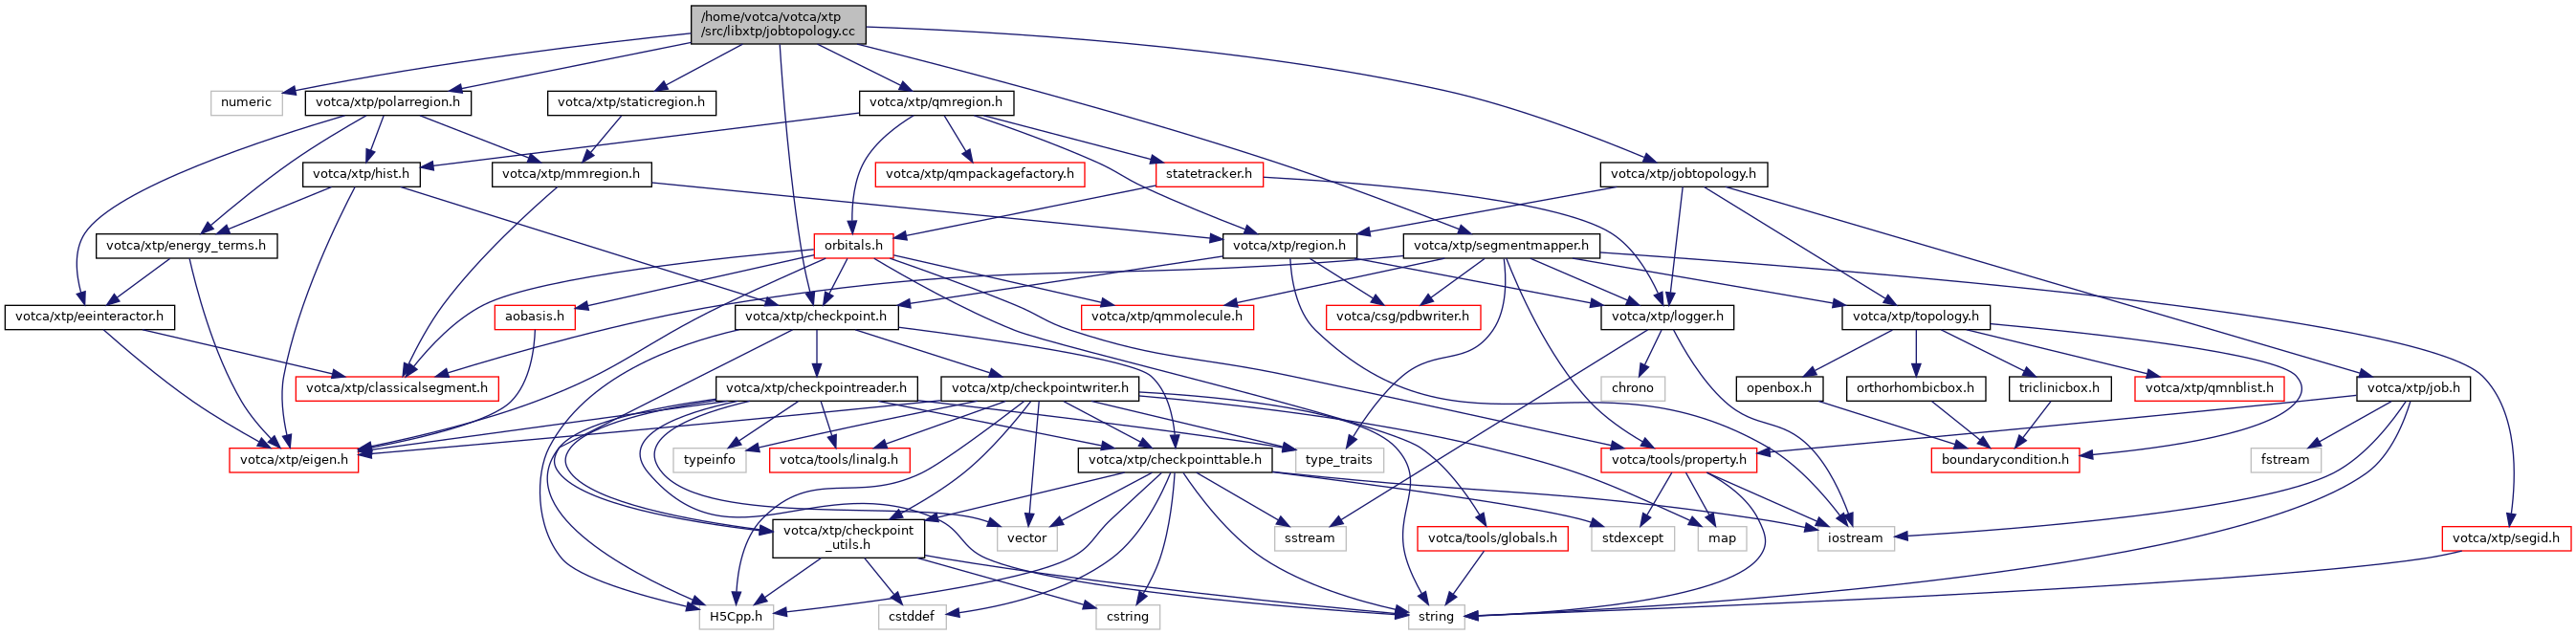 /home/votca/votca/xtp
/src/libxtp/jobtopology.cc
numeric
votca/xtp/polarregion.h
votca/xtp/staticregion.h
votca/xtp/qmregion.h
votca/xtp/hist.h
votca/xtp/mmregion.h
votca/xtp/qmpackagefactory.h
statetracker.h
votca/xtp/jobtopology.h
votca/xtp/energy_terms.h
orbitals.h
votca/xtp/region.h
votca/xtp/segmentmapper.h
votca/xtp/eeinteractor.h
aobasis.h
votca/xtp/checkpoint.h
votca/xtp/qmmolecule.h
votca/csg/pdbwriter.h
votca/xtp/logger.h
votca/xtp/topology.h
votca/xtp/classicalsegment.h
votca/xtp/checkpointreader.h
votca/xtp/checkpointwriter.h
chrono
openbox.h
orthorhombicbox.h
triclinicbox.h
votca/xtp/qmnblist.h
votca/xtp/job.h
votca/xtp/eigen.h
typeinfo
votca/tools/linalg.h
votca/xtp/checkpointtable.h
type_traits
votca/tools/property.h
boundarycondition.h
fstream
votca/xtp/checkpoint
_utils.h
vector
sstream
votca/tools/globals.h
stdexcept
map
iostream
votca/xtp/segid.h
H5Cpp.h
cstddef
cstring
string